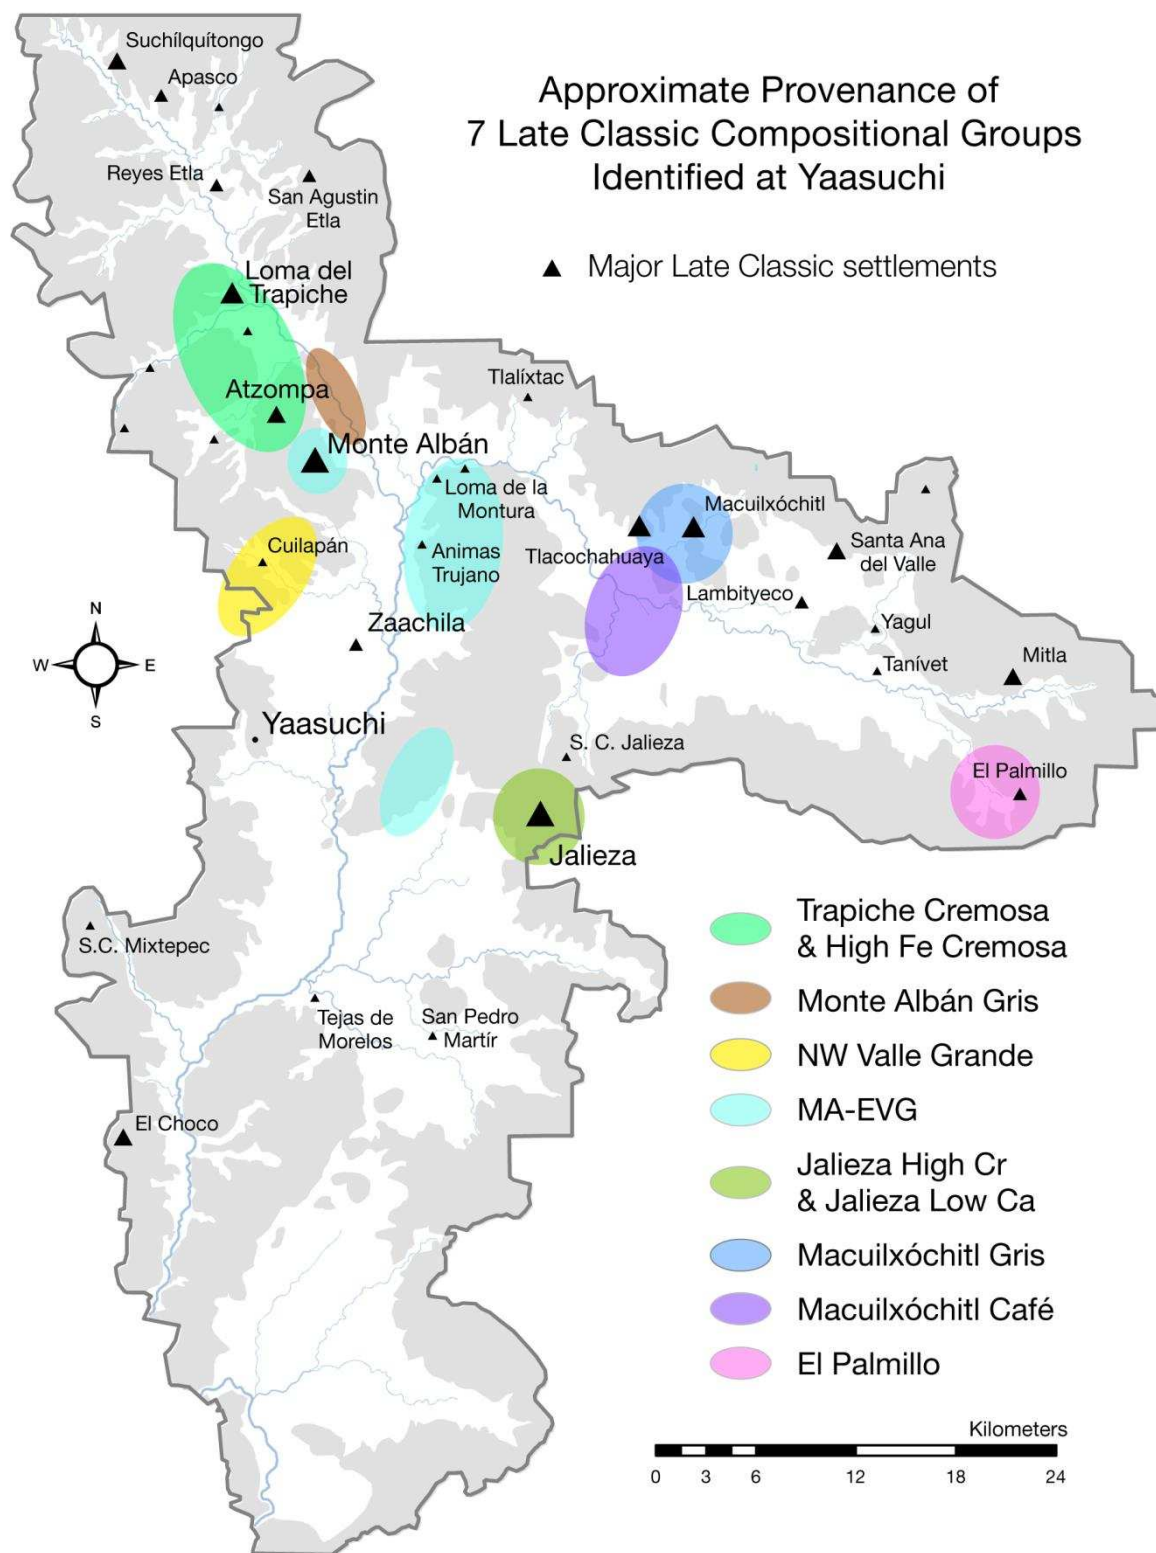 Approximate Provenance of
7 Late Classic Compositional Groups
Identified at Yaasuchi
Major Late Classic settlements
Suchílquítongo
Apasco
Reyes Etla
San Agustin
Etla
Loma del
Trapiche
Atzompa
Monte Albán
Tlalíxtac
Loma de la
Montura
Macuilxóchitl
Cuilapán
Animas
Trujano
Tlacochahuaya
Santa Ana
del Valle
Lambityeco
Yagul
Zaachila
Tanívet
Mitla
N
W
E
S
Yaasuchi
S. C. Jalieza
El Palmillo
Jalieza
S.C. Mixtepec
Tejas de
Morelos
San Pedro
Martír
El Choco
Trapiche Cremosa
& High Fe Cremosa
Monte Albán Gris
NW Valle Grande
MA-EVG
Jalieza High Cr
& Jalieza Low Ca
Macuilxóchitl Gris
Macuilxóchitl Café
El Palmillo
Kilometers
0 3 6 12 18 24